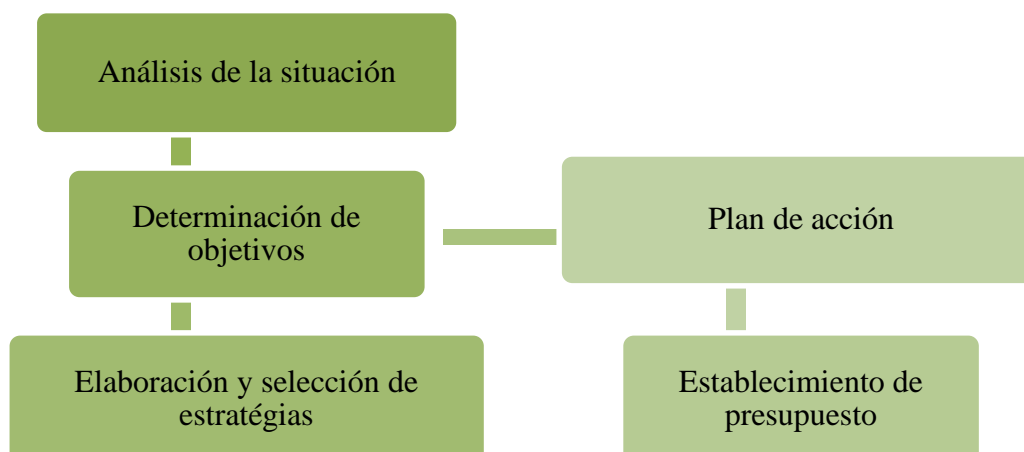 Análisis de la situación
Determinación de
objetivos
Elaboración y selección de
estratégias
Plan de acción
Establecimiento de
presupuesto